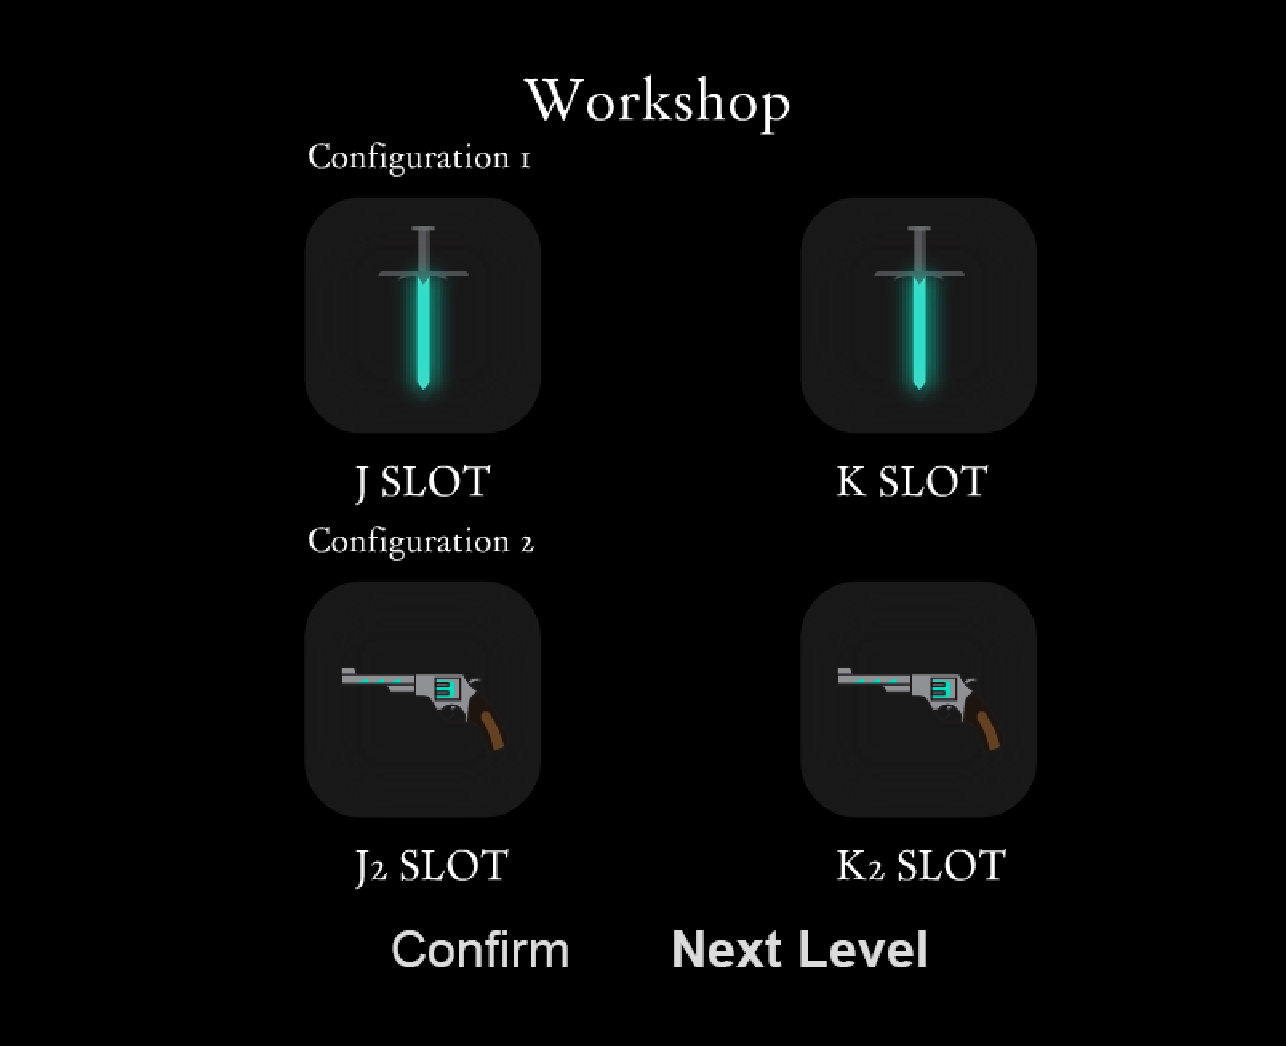 Workshop
Configuration 1
J SLOT
K SLOT
Configuration 2
J2 SLOT
K2 SLOT
Confirm
Next Level